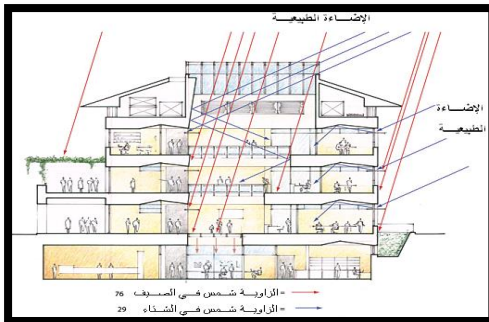 الإضاءة الطبيعية
الإضاءة
الطبيعية
= الزاوية شمس في الصيف 76
= الزاوية شمس في الشتاء 29